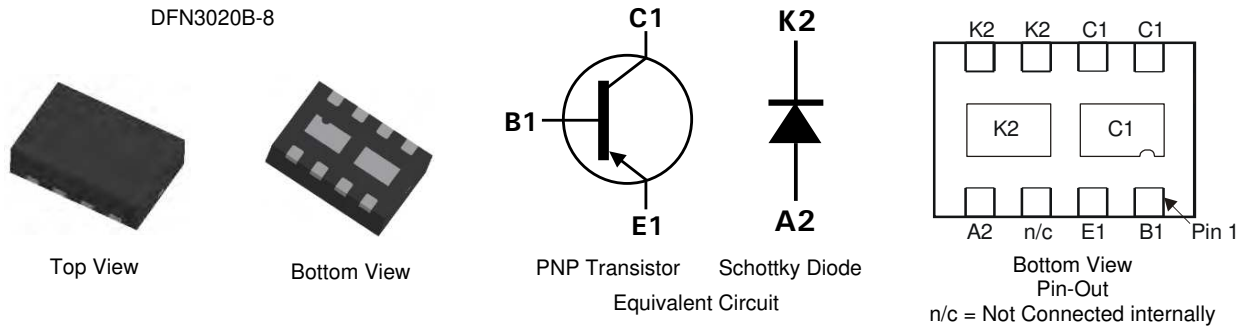 DFN3020B-8
Top View
Bottom View
C1
B1
E1
PNP Transistor
K2
A2
Schottky Diode
Equivalent Circuit
K2 K2 C1 C1
K2 C1
A2 n/c E1 B1 Pin 1
Bottom View
Pin-Out
n/c = Not Connected internally